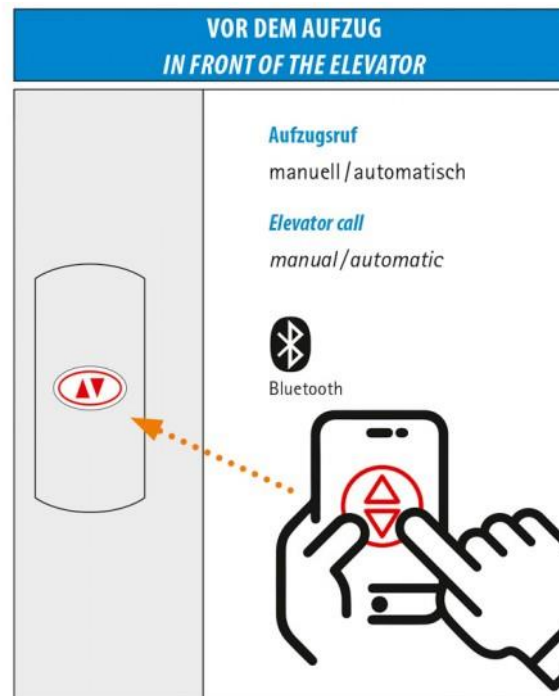 VOR DEM AUFZUG
IN FRONT OF THE ELEVATOR
Aufzugsruf
manuell/automatisch
Elevator call
manual/automatic
Bluetooth